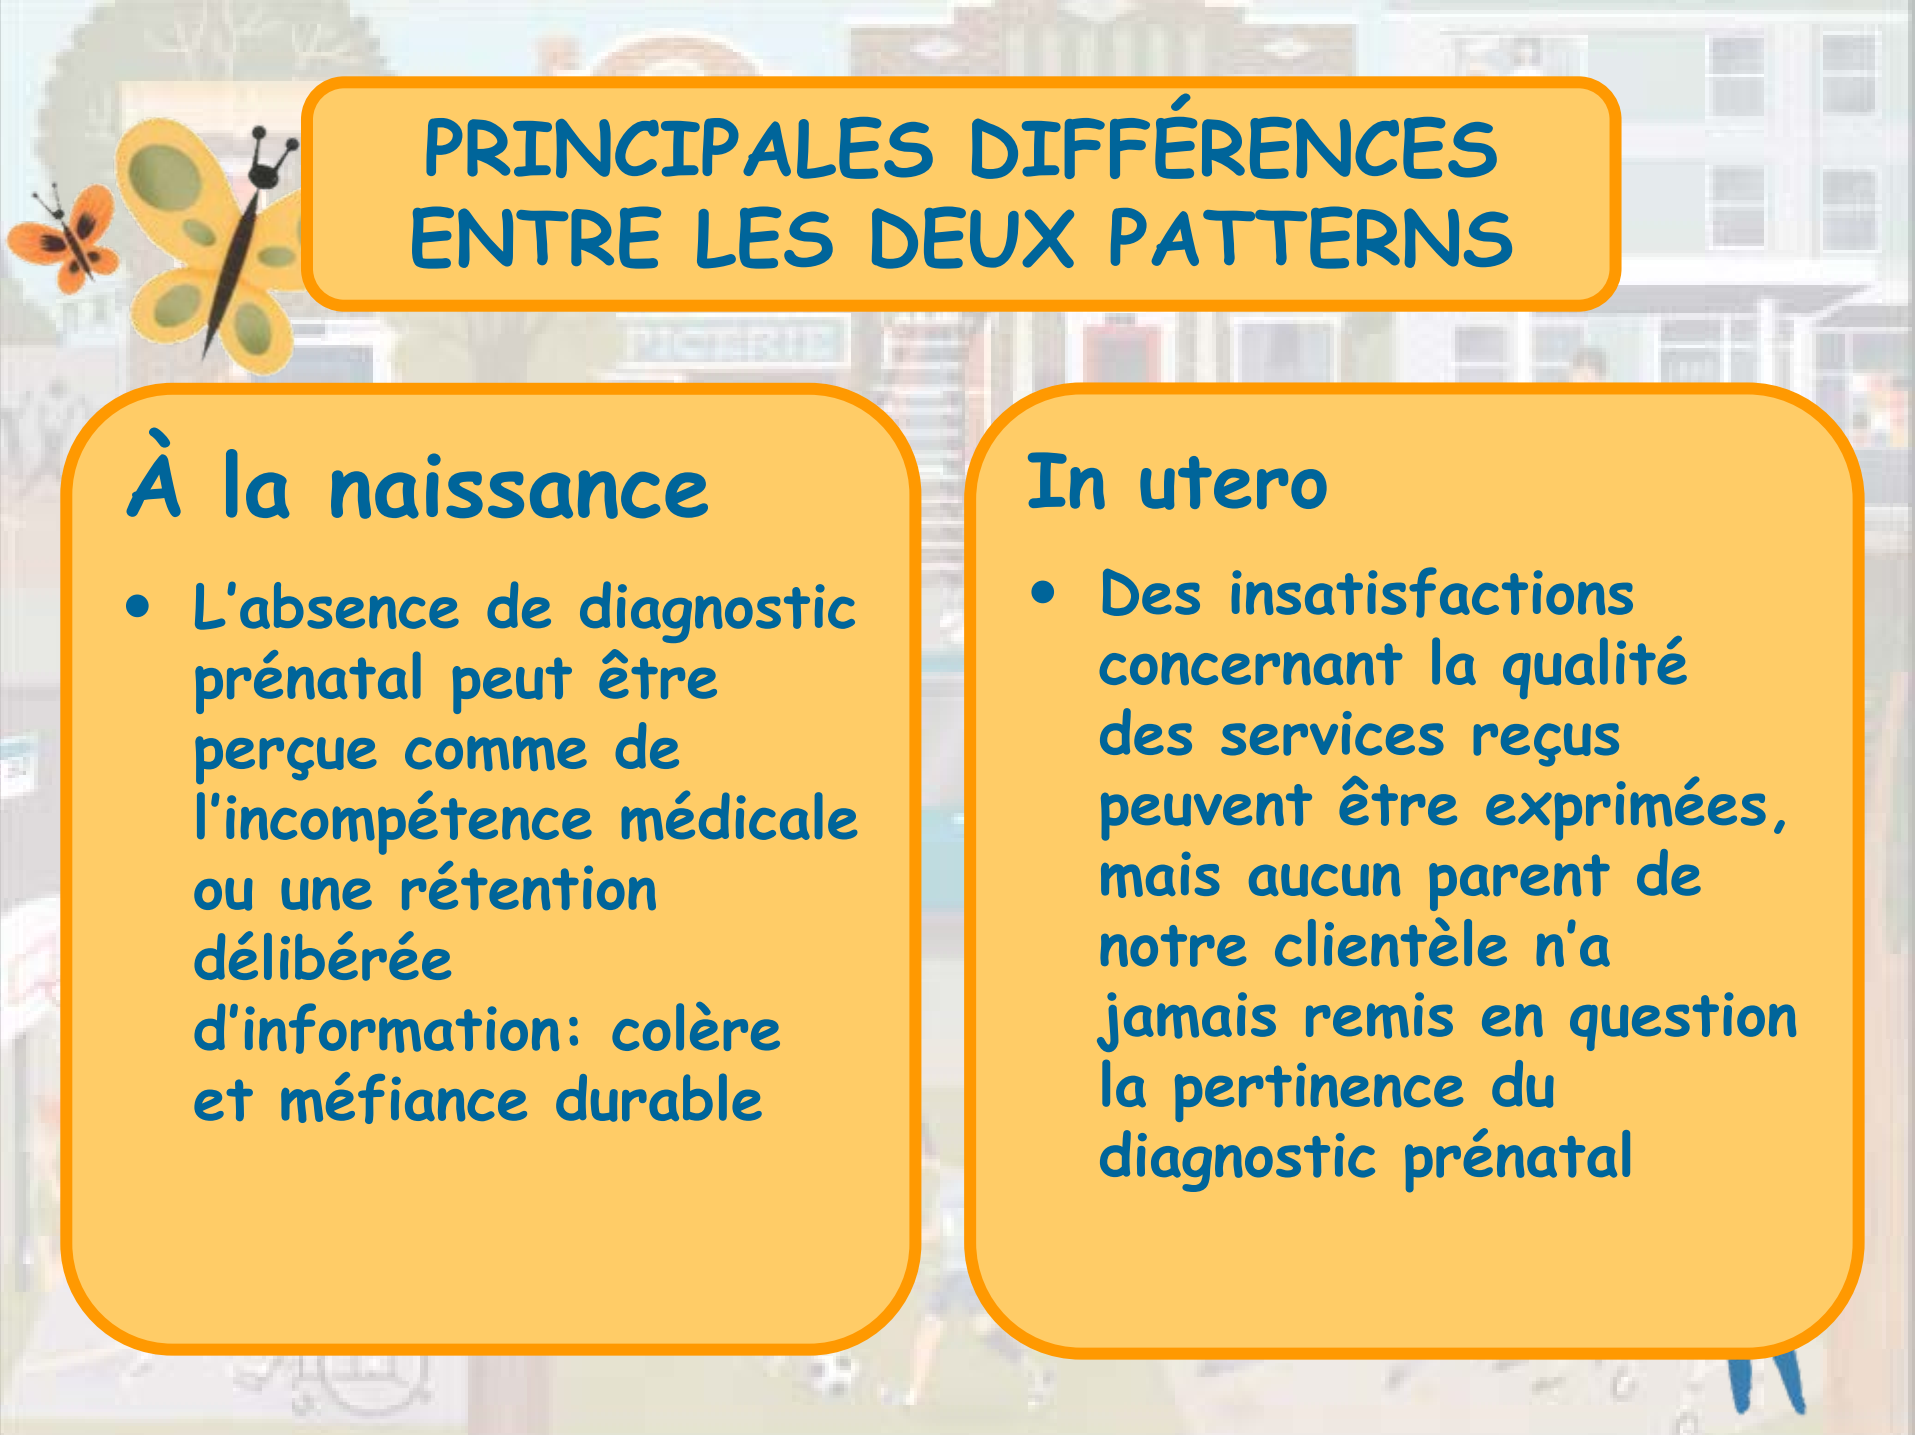 PRINCIPALES DIFFÉRENCES
ENTRE LES DEUX PATTERNS
À la naissance
• L’absence de diagnostic
prénatal peut être
perçue comme de
l’incompétence médicale
ou une rétention
délibérée
d’information: colère
et méfiance durable
In utero
• Des insatisfactions
concernant la qualité
des services reçus
peuvent être exprimées,
mais aucun parent de
notre clientèle n’a
jamais remis en question
la pertinence du
diagnostic prénatal